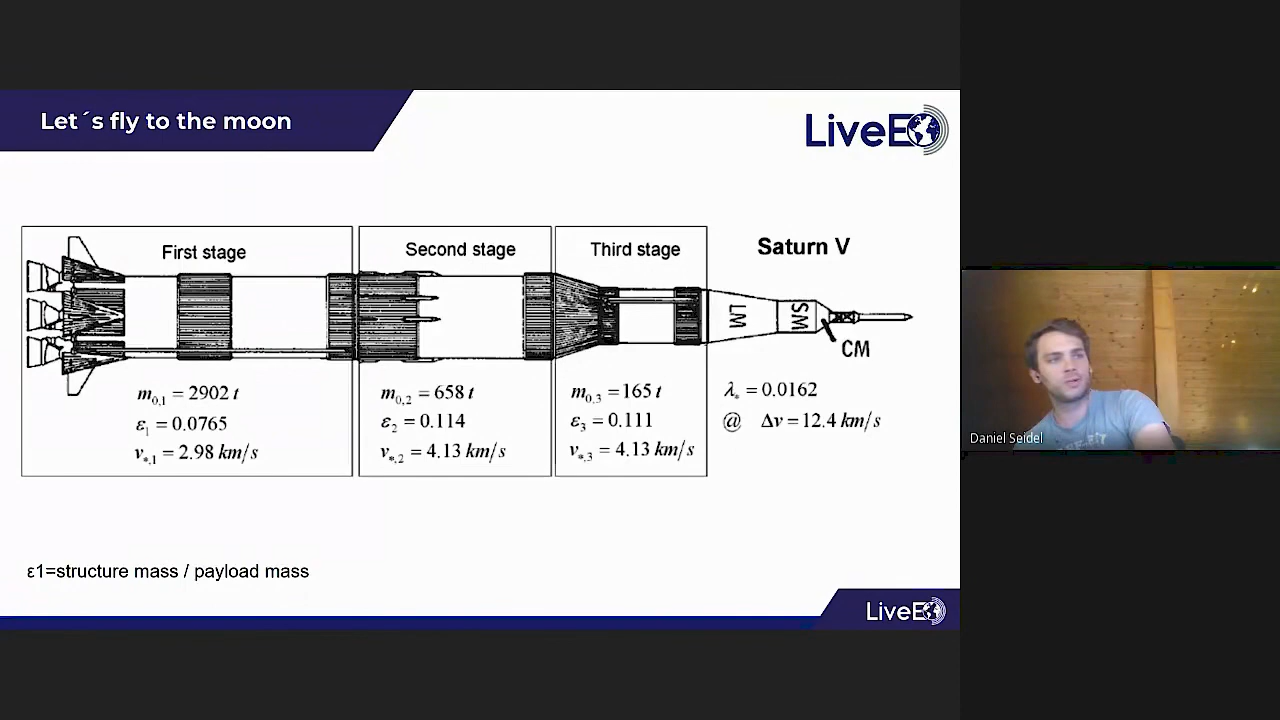 Let´s fly to the moon
LiveEO
First stage
Second stage
Third stage
Saturn V
LM
SM
CM
m₀,₁ = 2902 t
ε₁ = 0.0765
v*,₁ = 2.98 km/s
m₀,₂ = 658 t
ε₂ = 0.114
v*,₂ = 4.13 km/s
m₀,₃ = 165 t
ε₃ = 0.111
v*,₃ = 4.13 km/s
λ* = 0.0162
@ Δv = 12.4 km/s
Daniel Seidel
ε1=structure mass / payload mass
LiveEO